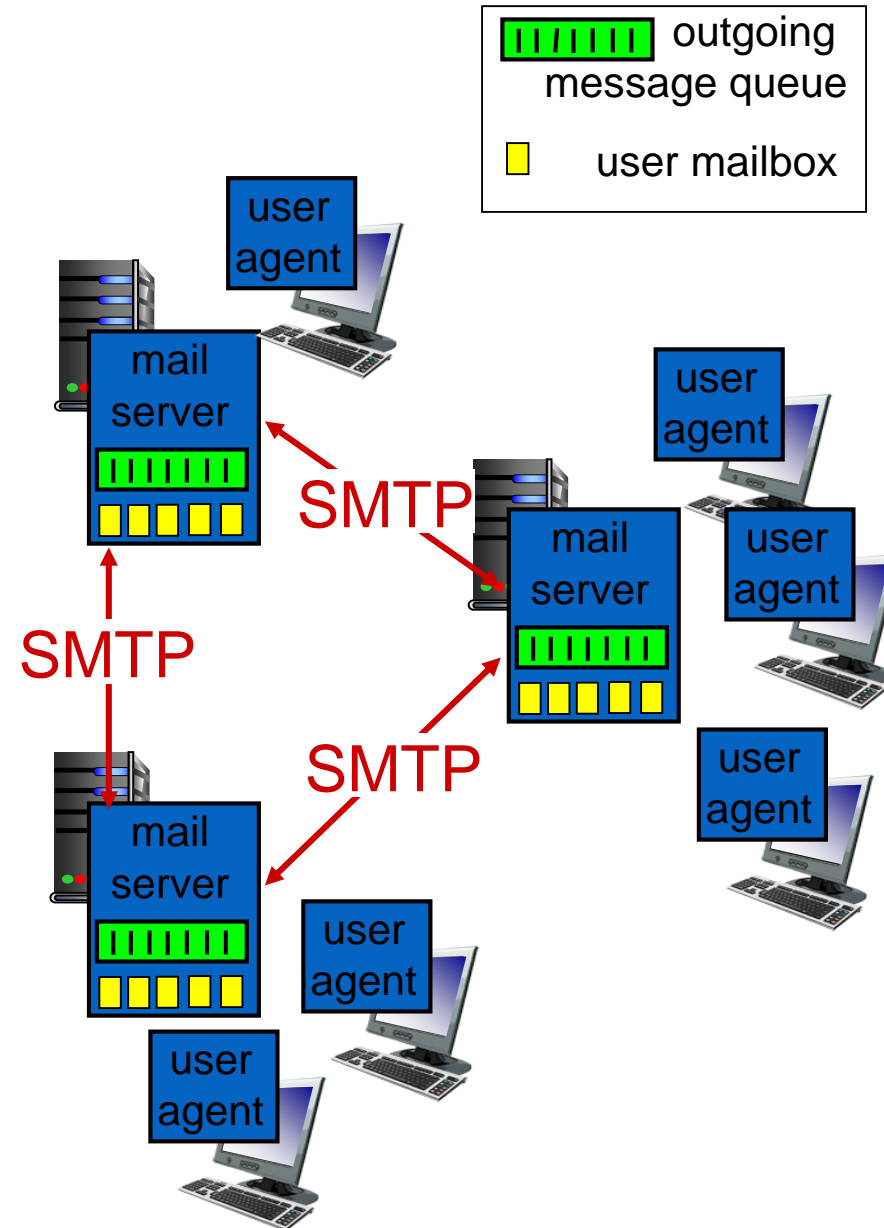 outgoing
message queue
user mailbox
user
agent
mail
server
SMTP
user
agent
mail
server
user
agent
SMTP
SMTP
user
agent
mail
server
user
agent
user
agent